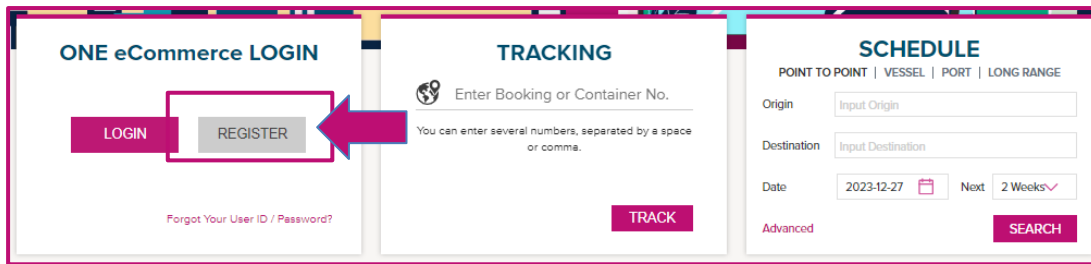 ONE eCommerce LOGIN
LOGIN
REGISTER
Forgot Your User ID / Password?
TRACKING
Enter Booking or Container No.
You can enter several numbers, separated by a space
or comma.
TRACK
SCHEDULE
POINT TO POINT | VESSEL | PORT | LONG RANGE
Origin Input Origin
Destination Input Destination
Date 2023-12-27 Next 2 Weeks
Advanced SEARCH